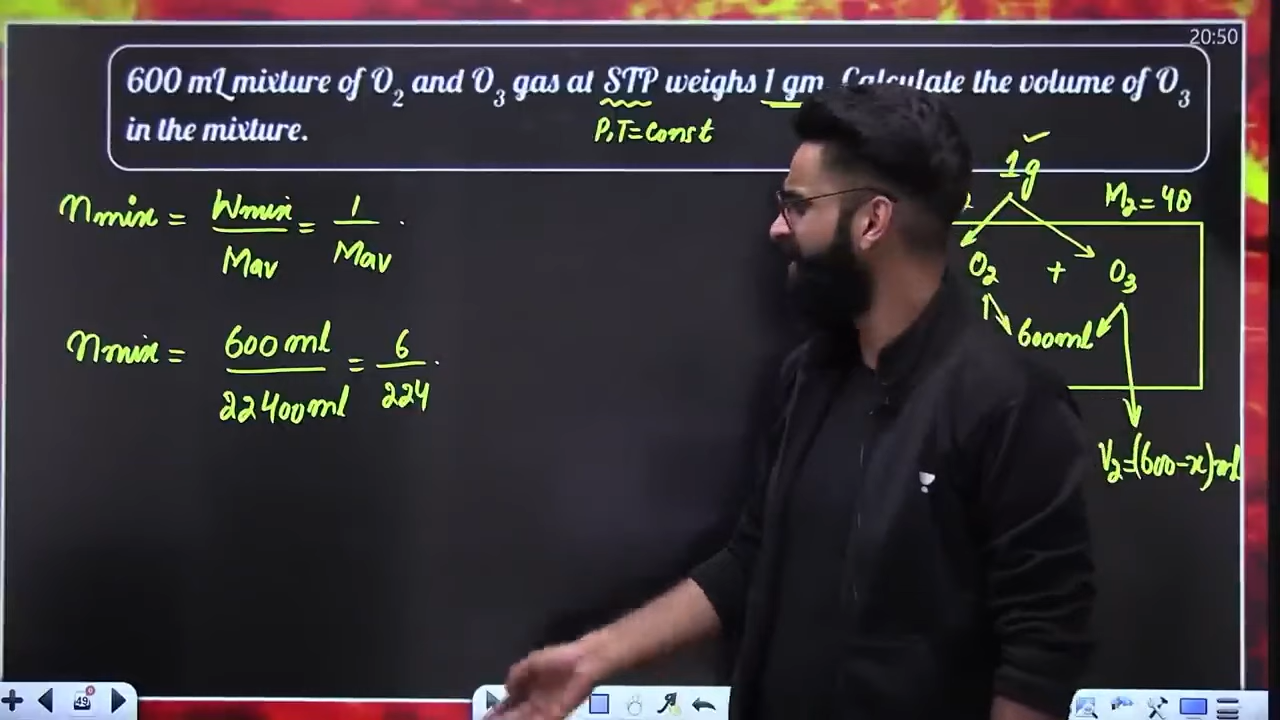 20:50
600 mL mixture of O2 and O3 gas at STP weighs 1 gm. Calculate the volume of O3
in the mixture.
P,T=Const
nmix = Wmix/Mav = 1/Mav .
nmix = 600 ml/22400 ml = 6/224 .
1g
M2=48
O2 + O3
600ml
V2=(600-x)ml
49